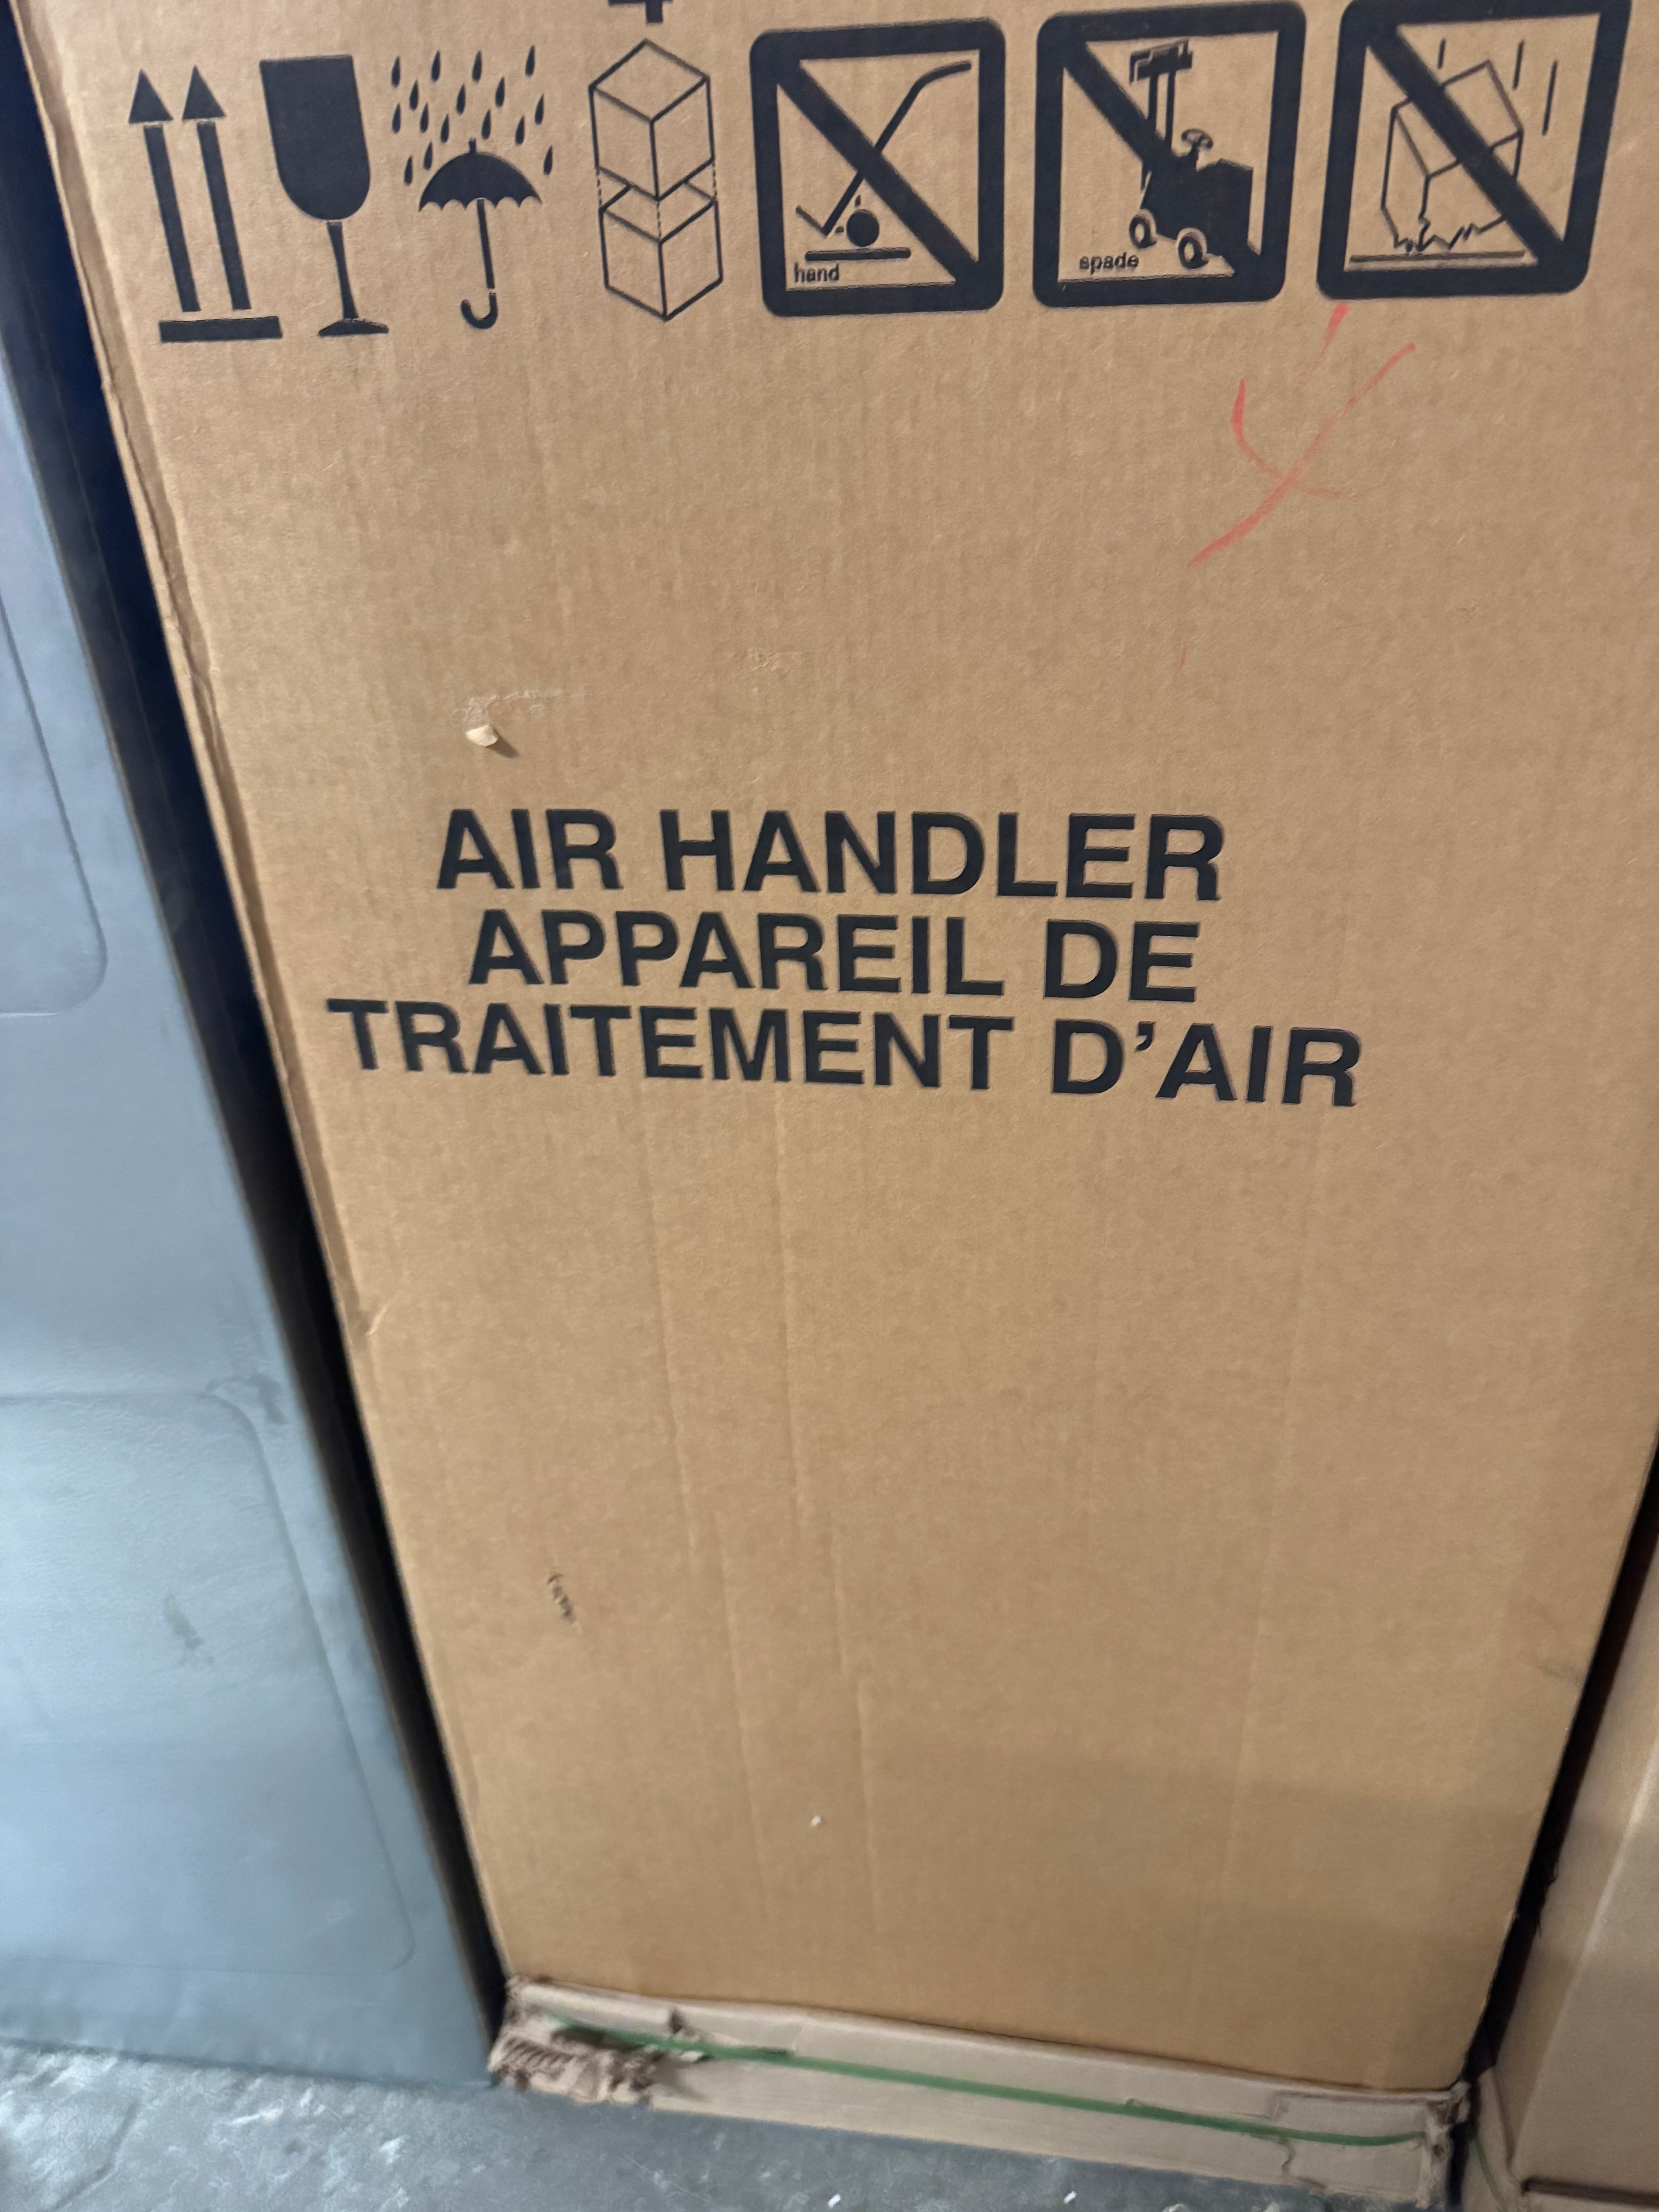 hand
spade
AIR HANDLER
APPAREIL DE
TRAITEMENT D'AIR